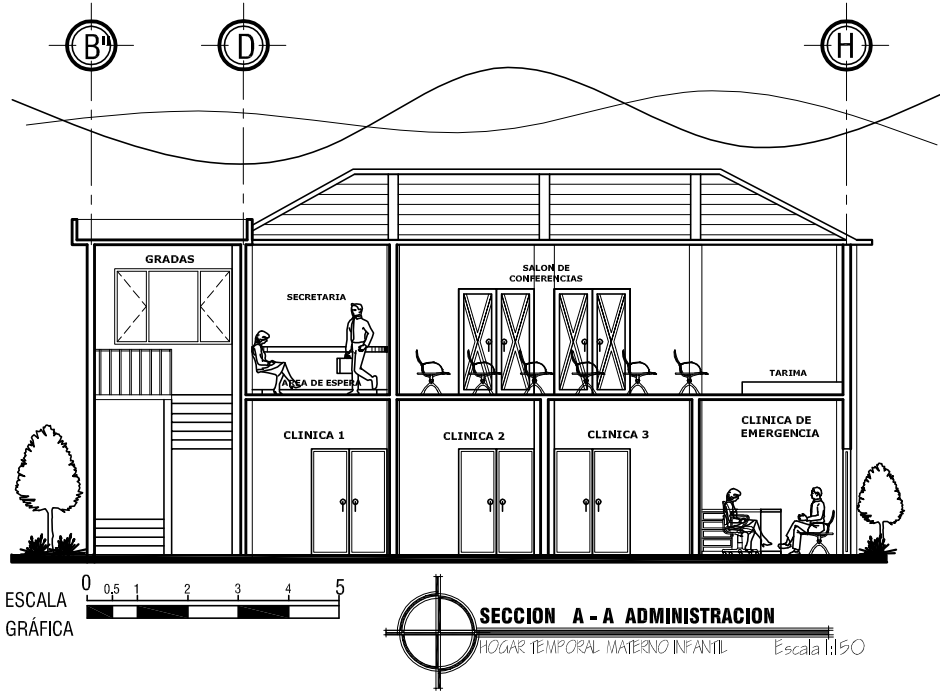 B" D H
GRADAS
SALON DE
CONFERENCIAS
SECRETARIA
AREA DE ESPERA
TARIMA
CLINICA 1
CLINICA 2
CLINICA 3
CLINICA DE
EMERGENCIA
0 0.5 1 2 3 4 5
ESCALA
GRÁFICA
SECCION A - A ADMINISTRACION
HOGAR TEMPORAL MATERNO INFANTIL Escala 1:150